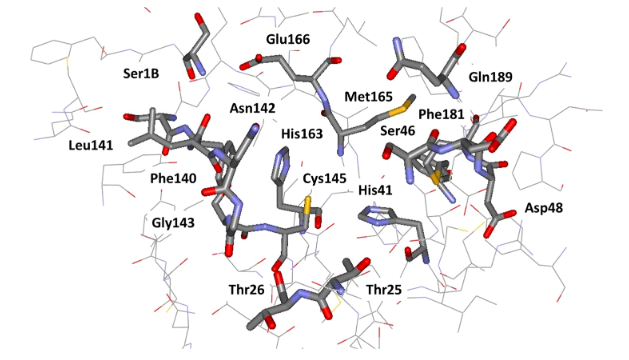 Glu166
Ser1B
Gln189
Met165
Asn142
Phe181
His163
Ser46
Leu141
Phe140
Cys145
His41
Asp48
Gly143
Thr26
Thr25